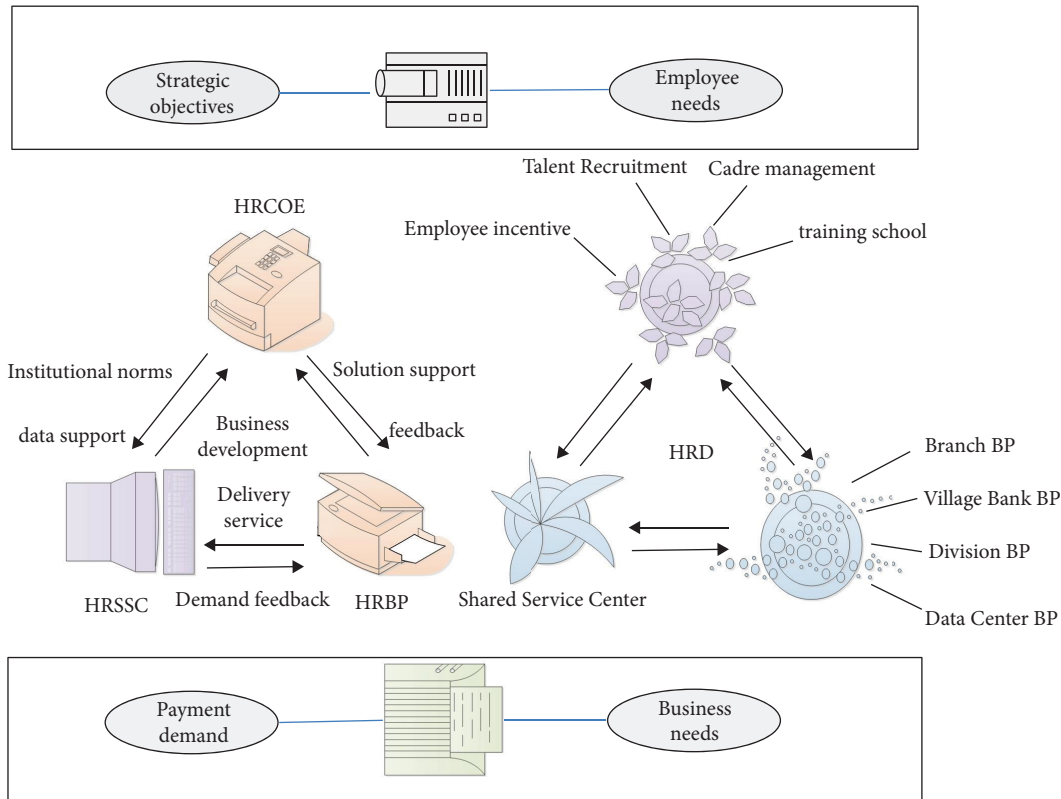 Strategic
objectives
Employee
needs
Talent Recruitment
Cadre management
HRCOE
Employee incentive
training school
Institutional norms
Solution support
data support
Business
development
feedback
HRD
Branch BP
Delivery
service
Village Bank BP
Division BP
HRSSC
Demand feedback
HRBP
Shared Service Center
Data Center BP
Payment
demand
Business
needs